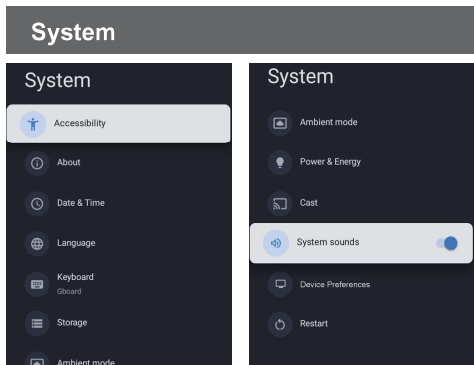 System
System
Accessibility
About
Date & Time
Language
Keyboard
Gboard
Storage
Ambient mode
System
Ambient mode
Power & Energy
Cast
System sounds
Device Preferences
Restart